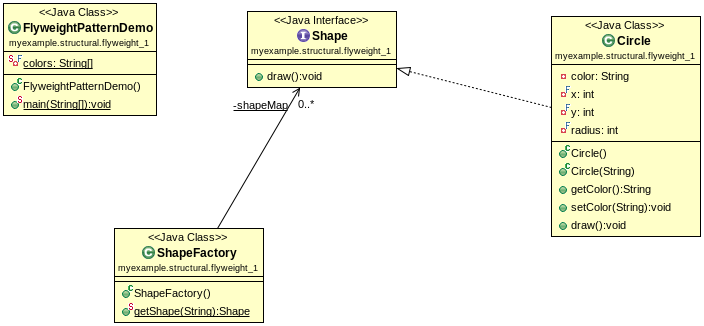 <<Java Class>>
FlyweightPatternDemo
myexample.structural.flyweight_1
colors: String[]
FlyweightPatternDemo()
main(String[]):void
<<Java Interface>>
Shape
myexample.structural.flyweight_1
draw():void
<<Java Class>>
Circle
myexample.structural.flyweight_1
color: String
x: int
y: int
radius: int
Circle()
Circle(String)
getColor():String
setColor(String):void
draw():void
-shapeMap 0..*
<<Java Class>>
ShapeFactory
myexample.structural.flyweight_1
ShapeFactory()
getShape(String):Shape